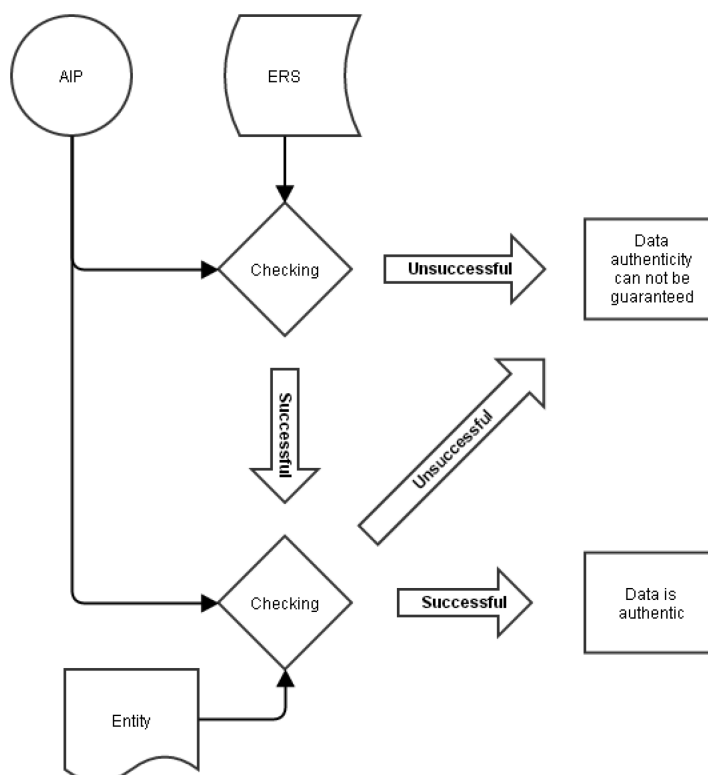 AIP
ERS
Checking
Unsuccessful
Data
authenticity
can not be
guaranteed
Successful
Unsuccessful
Checking
Successful
Data is
authentic
Entity